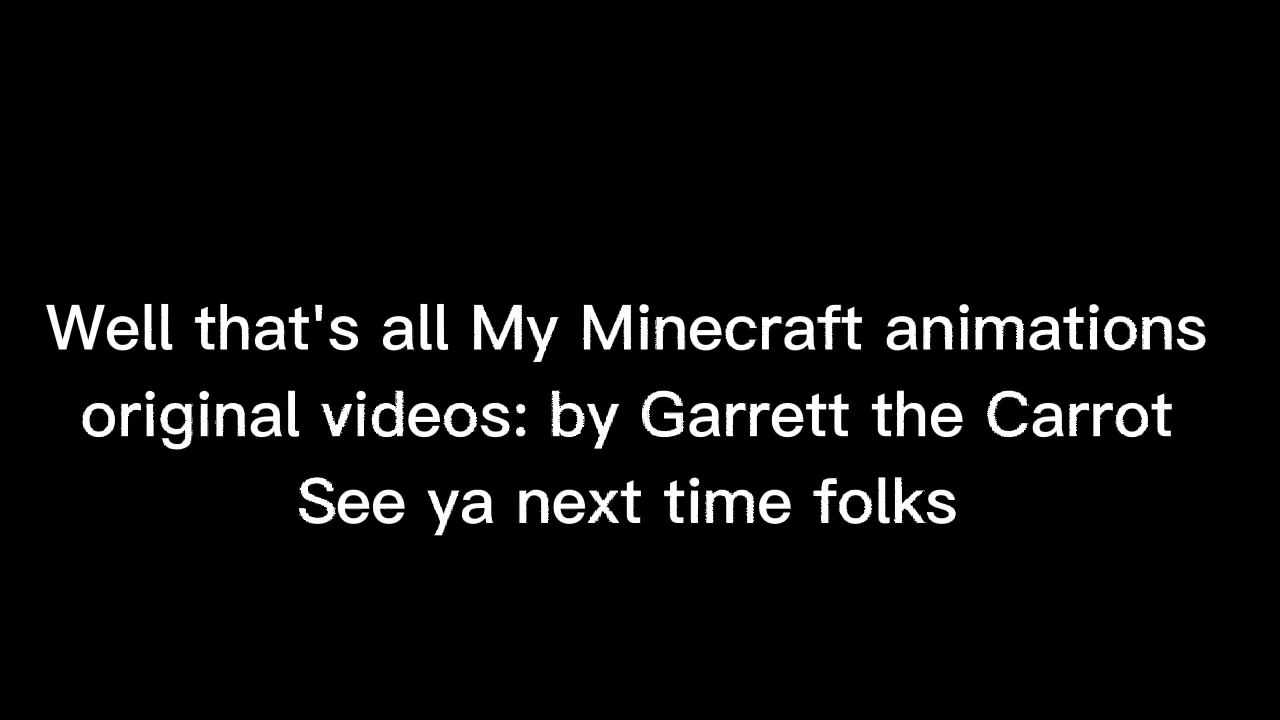 Well that's all My Minecraft animations
original videos: by Garrett the Carrot
See ya next time folks